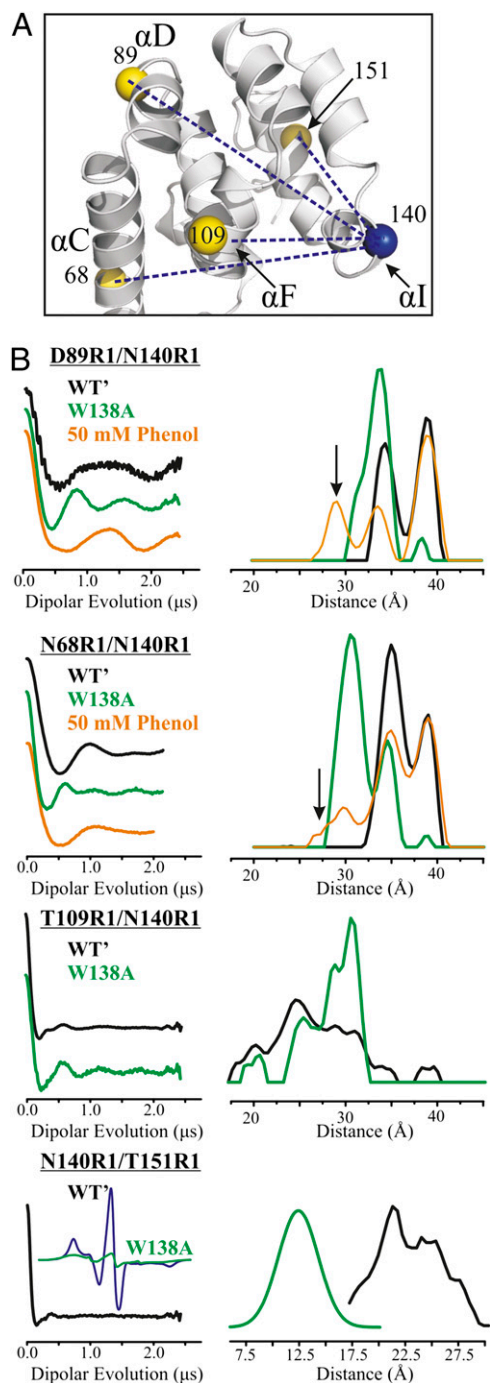 A
αD
89
151
αC
68
109
αF
140
αI
B
D89R1/N140R1
WT'
W138A
50 mM Phenol
0.0 1.0 2.0
Dipolar Evolution (μs)
20 30 40
Distance (Å)
N68R1/N140R1
WT'
W138A
50 mM Phenol
0.0 1.0 2.0
Dipolar Evolution (μs)
20 30 40
Distance (Å)
T109R1/N140R1
WT'
W138A
0.0 1.0 2.0
Dipolar Evolution (μs)
20 30 40
Distance (Å)
N140R1/T151R1
WT'
W138A
0.0 1.0 2.0
Dipolar Evolution (μs)
7.5 12.5 17.5 22.5 27.5
Distance (Å)